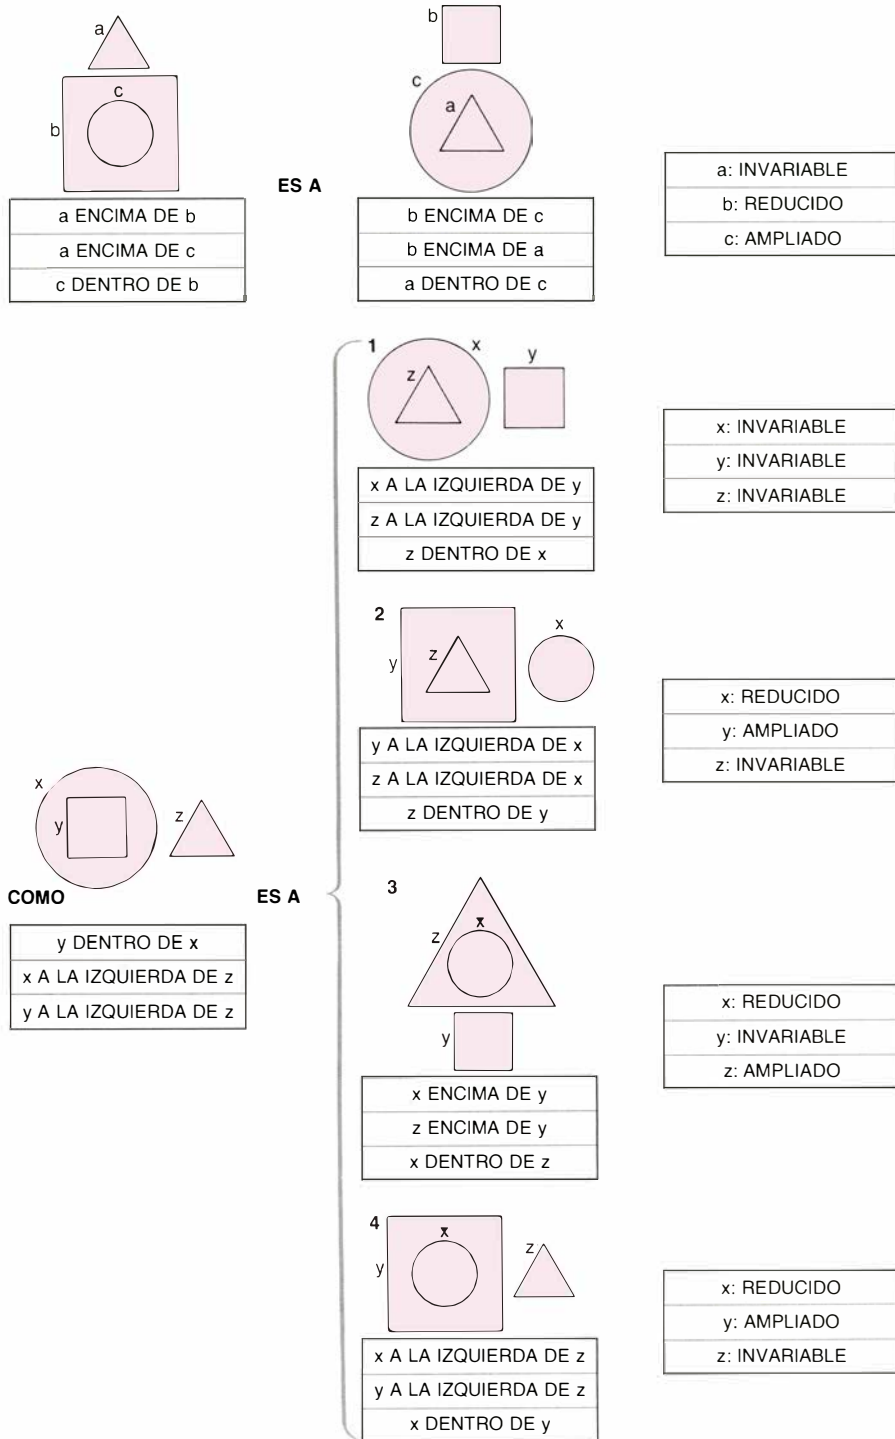 a
c
b
a ENCIMA DE b
a ENCIMA DE c
c DENTRO DE b
ES A
b
c
a
b ENCIMA DE c
b ENCIMA DE a
a DENTRO DE c
a: INVARIABLE
b: REDUCIDO
c: AMPLIADO
x
y
z
COMO
y DENTRO DE x
x A LA IZQUIERDA DE z
y A LA IZQUIERDA DE z
ES A
1
x
y
z
x A LA IZQUIERDA DE y
z A LA IZQUIERDA DE y
z DENTRO DE x
x: INVARIABLE
y: INVARIABLE
z: INVARIABLE
2
x
y
z
y A LA IZQUIERDA DE x
z A LA IZQUIERDA DE x
z DENTRO DE y
x: REDUCIDO
y: AMPLIADO
z: INVARIABLE
3
x
z
y
x ENCIMA DE y
z ENCIMA DE y
x DENTRO DE z
x: REDUCIDO
y: INVARIABLE
z: AMPLIADO
4
x
z
y
x A LA IZQUIERDA DE z
y A LA IZQUIERDA DE z
x DENTRO DE y
x: REDUCIDO
y: AMPLIADO
z: INVARIABLE